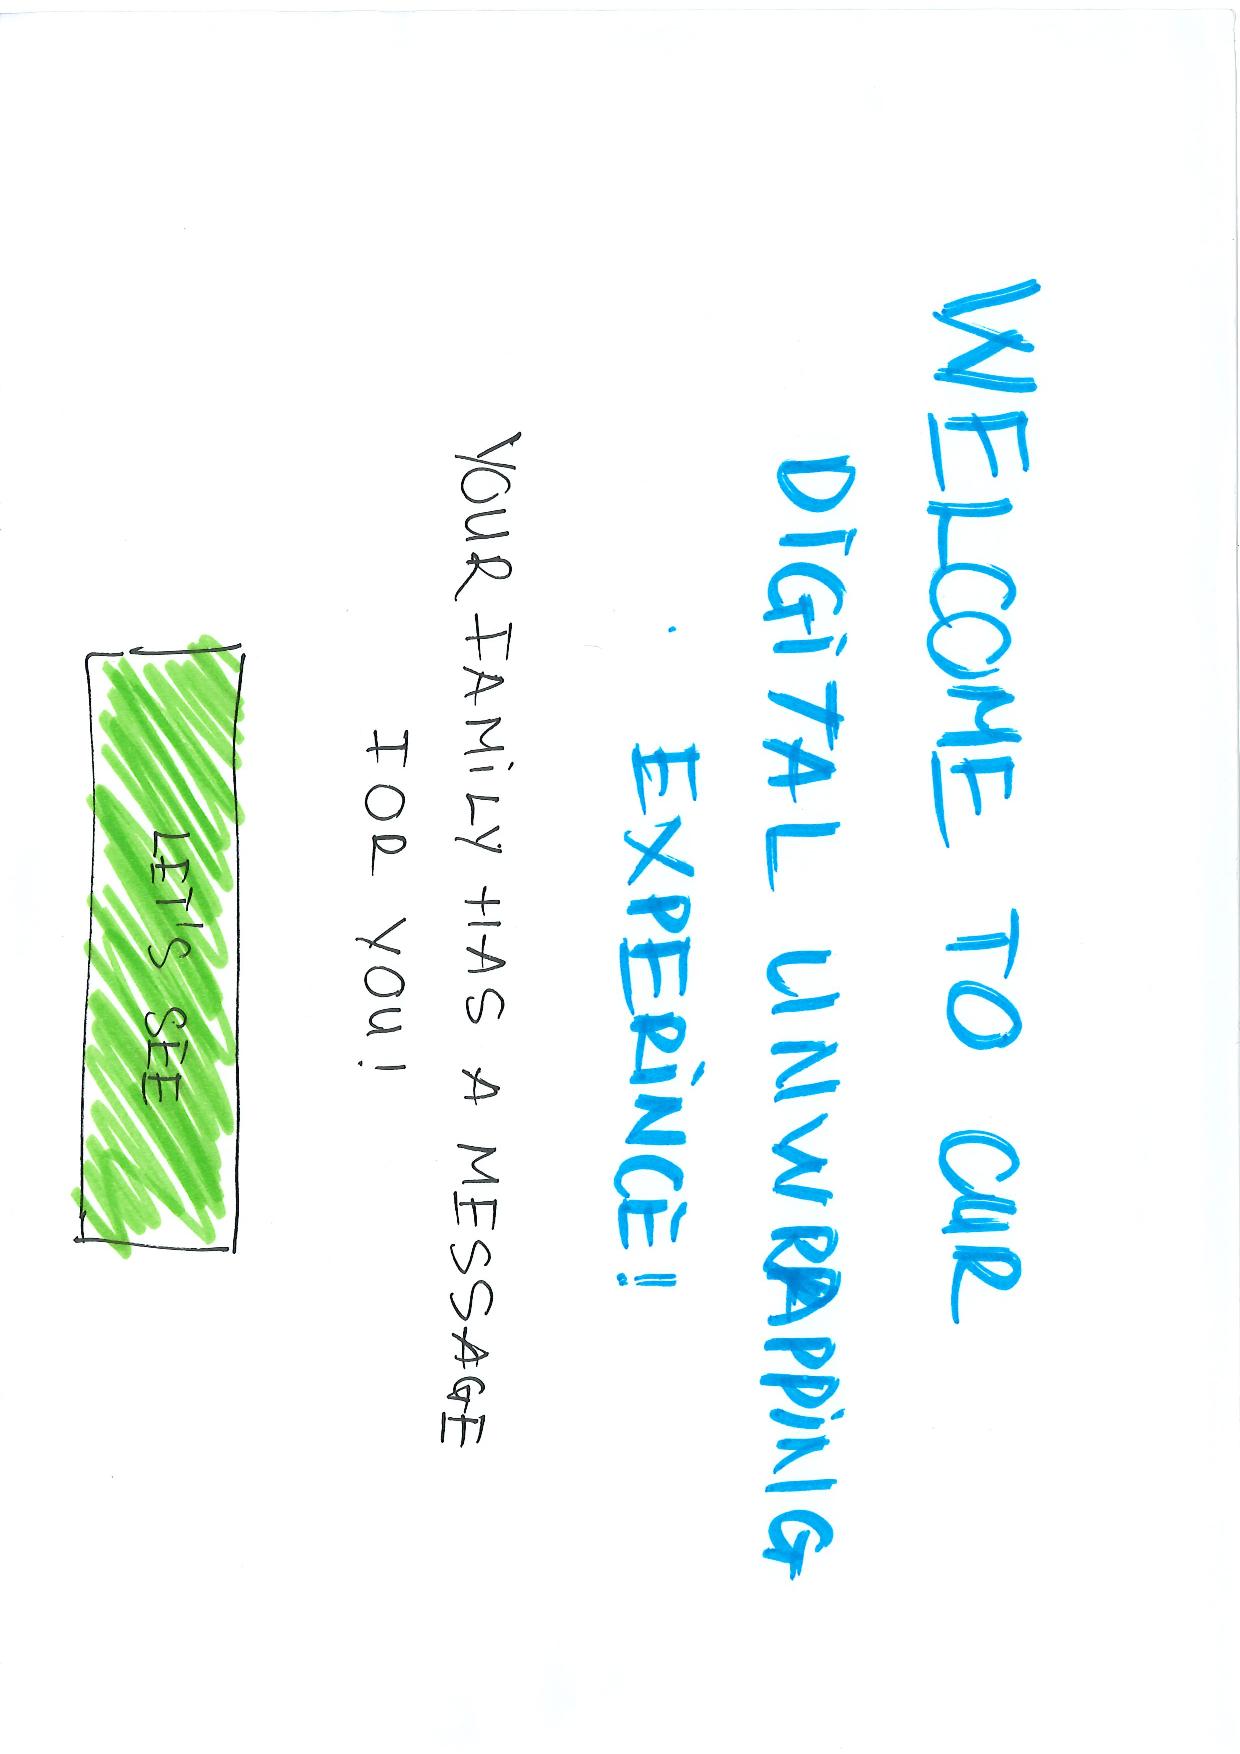 WELCOME TO OUR
DIGITAL UNWRAPPING
EXPERINCE!
YOUR FAMILY HAS A MESSAGE
FOR YOU!
LET'S SEE